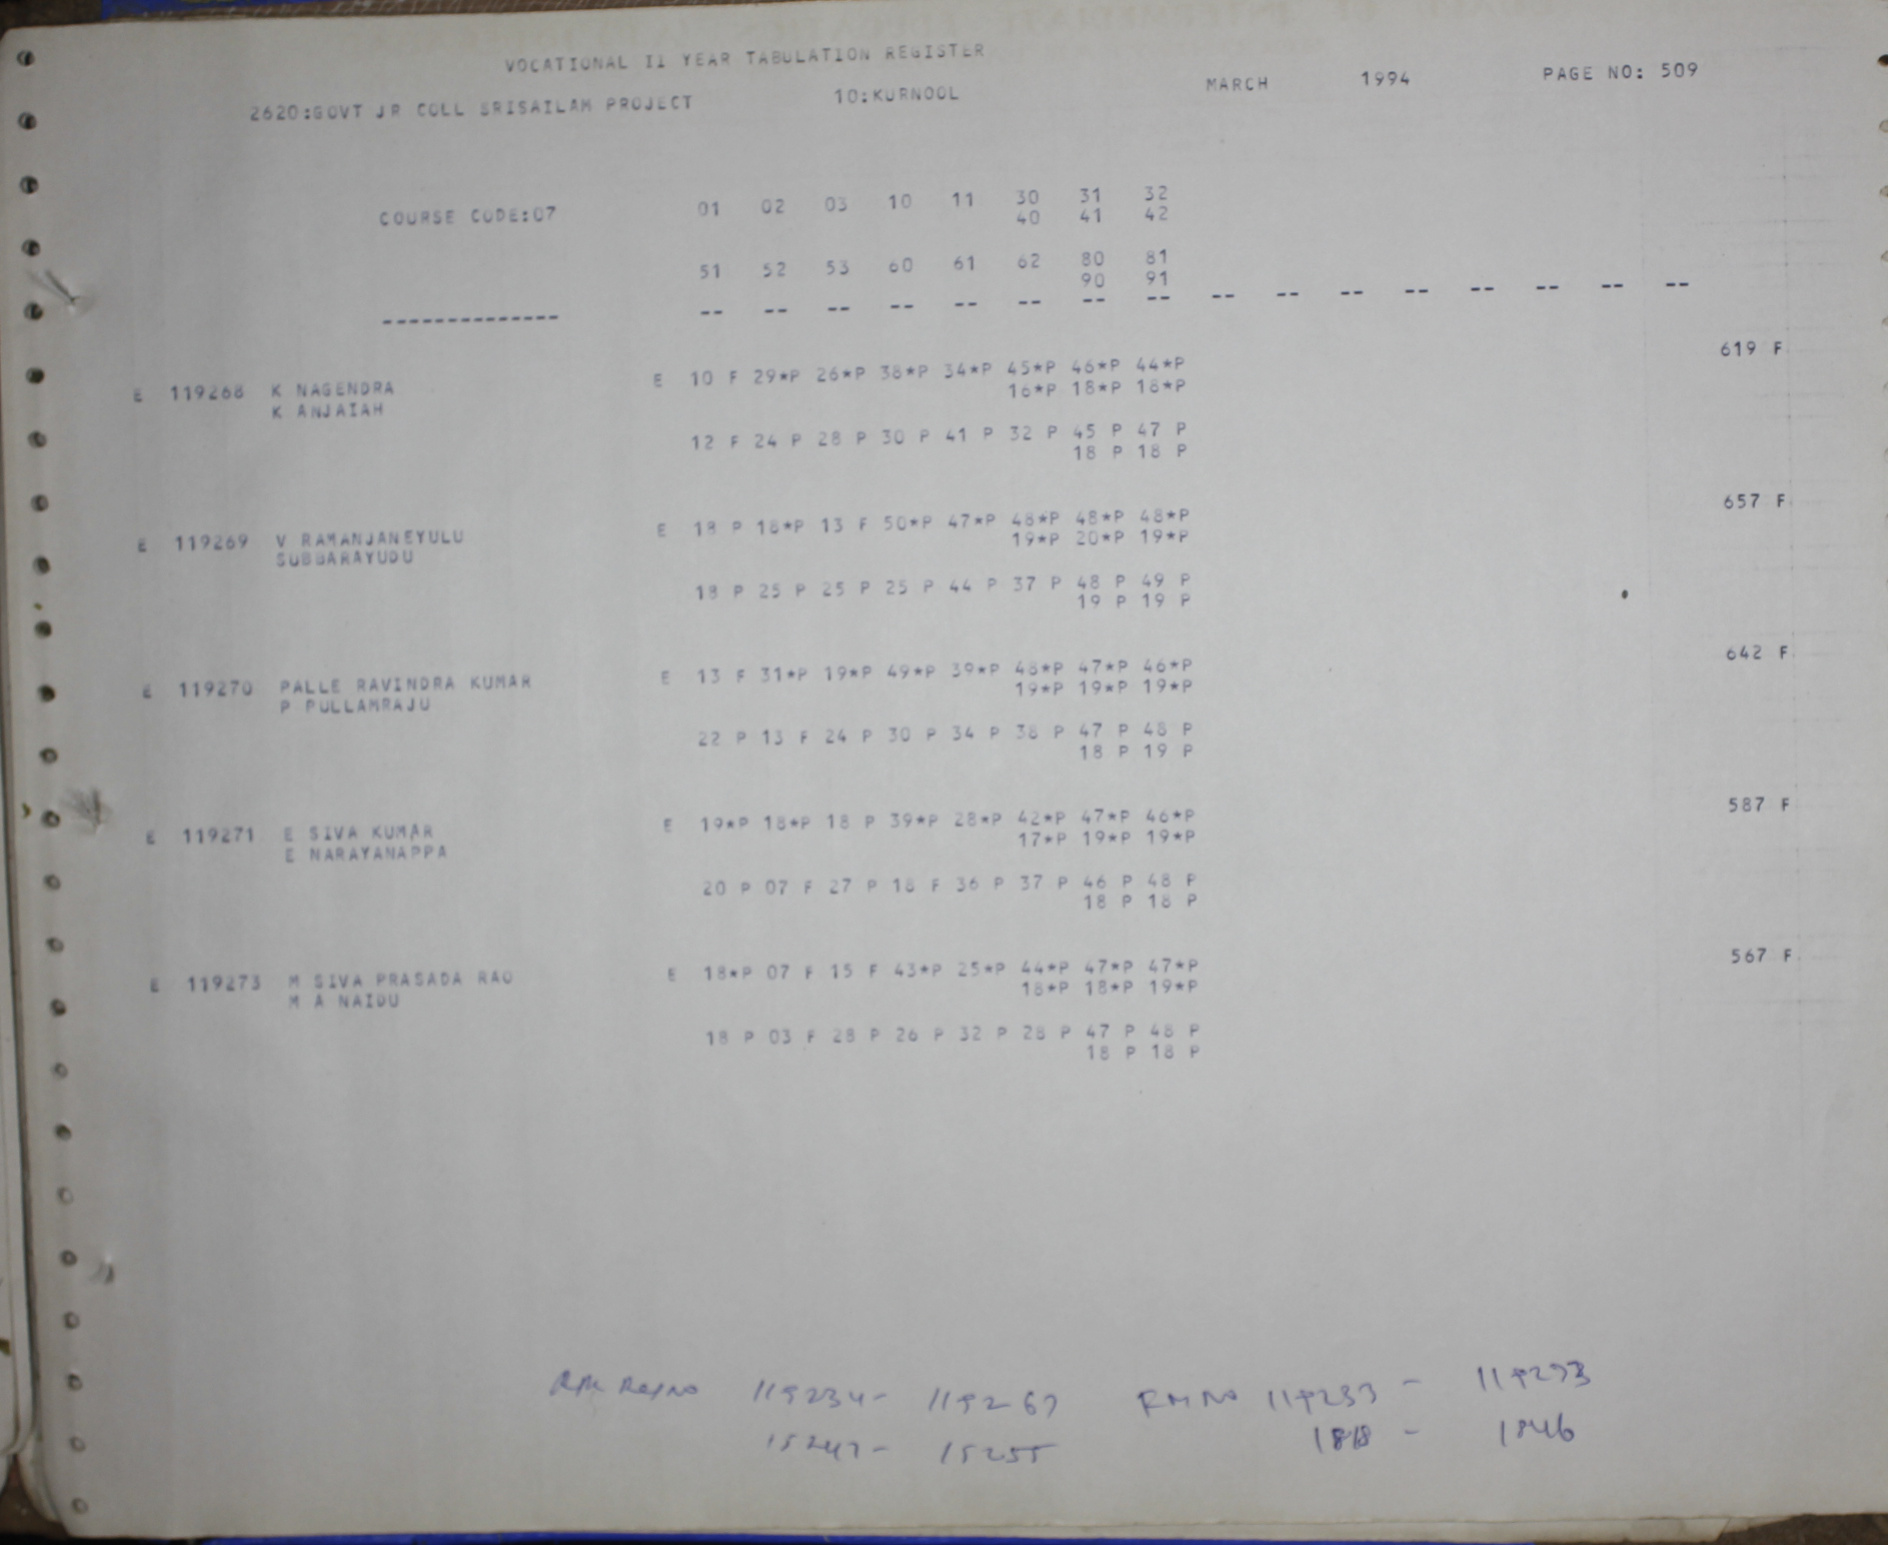 VOCATIONAL II YEAR TABULATION REGISTER
2620:GOVT JR COLL SRISAILAM PROJECT 10:KURNOOL MARCH 1994 PAGE NO: 509
COURSE CODE:07 01 02 03 10 11 30 31 32
40 41 42
51 52 53 60 61 62 80 81
90 91
-------------- -- -- -- -- -- -- -- -- -- -- -- -- -- -- -- --
E 119268 K NAGENDRA E 10 F 29*P 26*P 38*P 34*P 45*P 46*P 44*P 619 F
K ANJAIAH 16*P 18*P 18*P
12 F 24 P 28 P 30 P 41 P 32 P 45 P 47 P
18 P 18 P
E 119269 V RAMANJANEYULU E 18 P 18*P 13 F 50*P 47*P 48*P 48*P 48*P 657 F
SUBBARAYUDU 19*P 20*P 19*P
18 P 25 P 25 P 25 P 44 P 37 P 48 P 49 P
19 P 19 P
E 119270 PALLE RAVINDRA KUMAR E 13 F 31*P 19*P 49*P 39*P 48*P 47*P 46*P 642 F
P PULLAMRAJU 19*P 19*P 19*P
22 P 13 F 24 P 30 P 34 P 38 P 47 P 48 P
18 P 19 P
E 119271 E SIVA KUMAR E 19*P 18*P 18 P 39*P 28*P 42*P 47*P 46*P 587 F
E NARAYANAPPA 17*P 19*P 19*P
20 P 07 F 27 P 18 F 36 P 37 P 46 P 48 P
18 P 18 P
E 119273 M SIVA PRASADA RAO E 18*P 07 F 15 F 43*P 25*P 44*P 47*P 47*P 567 F
M A NAIDU 18*P 18*P 19*P
18 P 03 F 28 P 26 P 32 P 28 P 47 P 48 P
18 P 18 P
119234- 119267 RM No - 119273
15247- 15255 - 1846